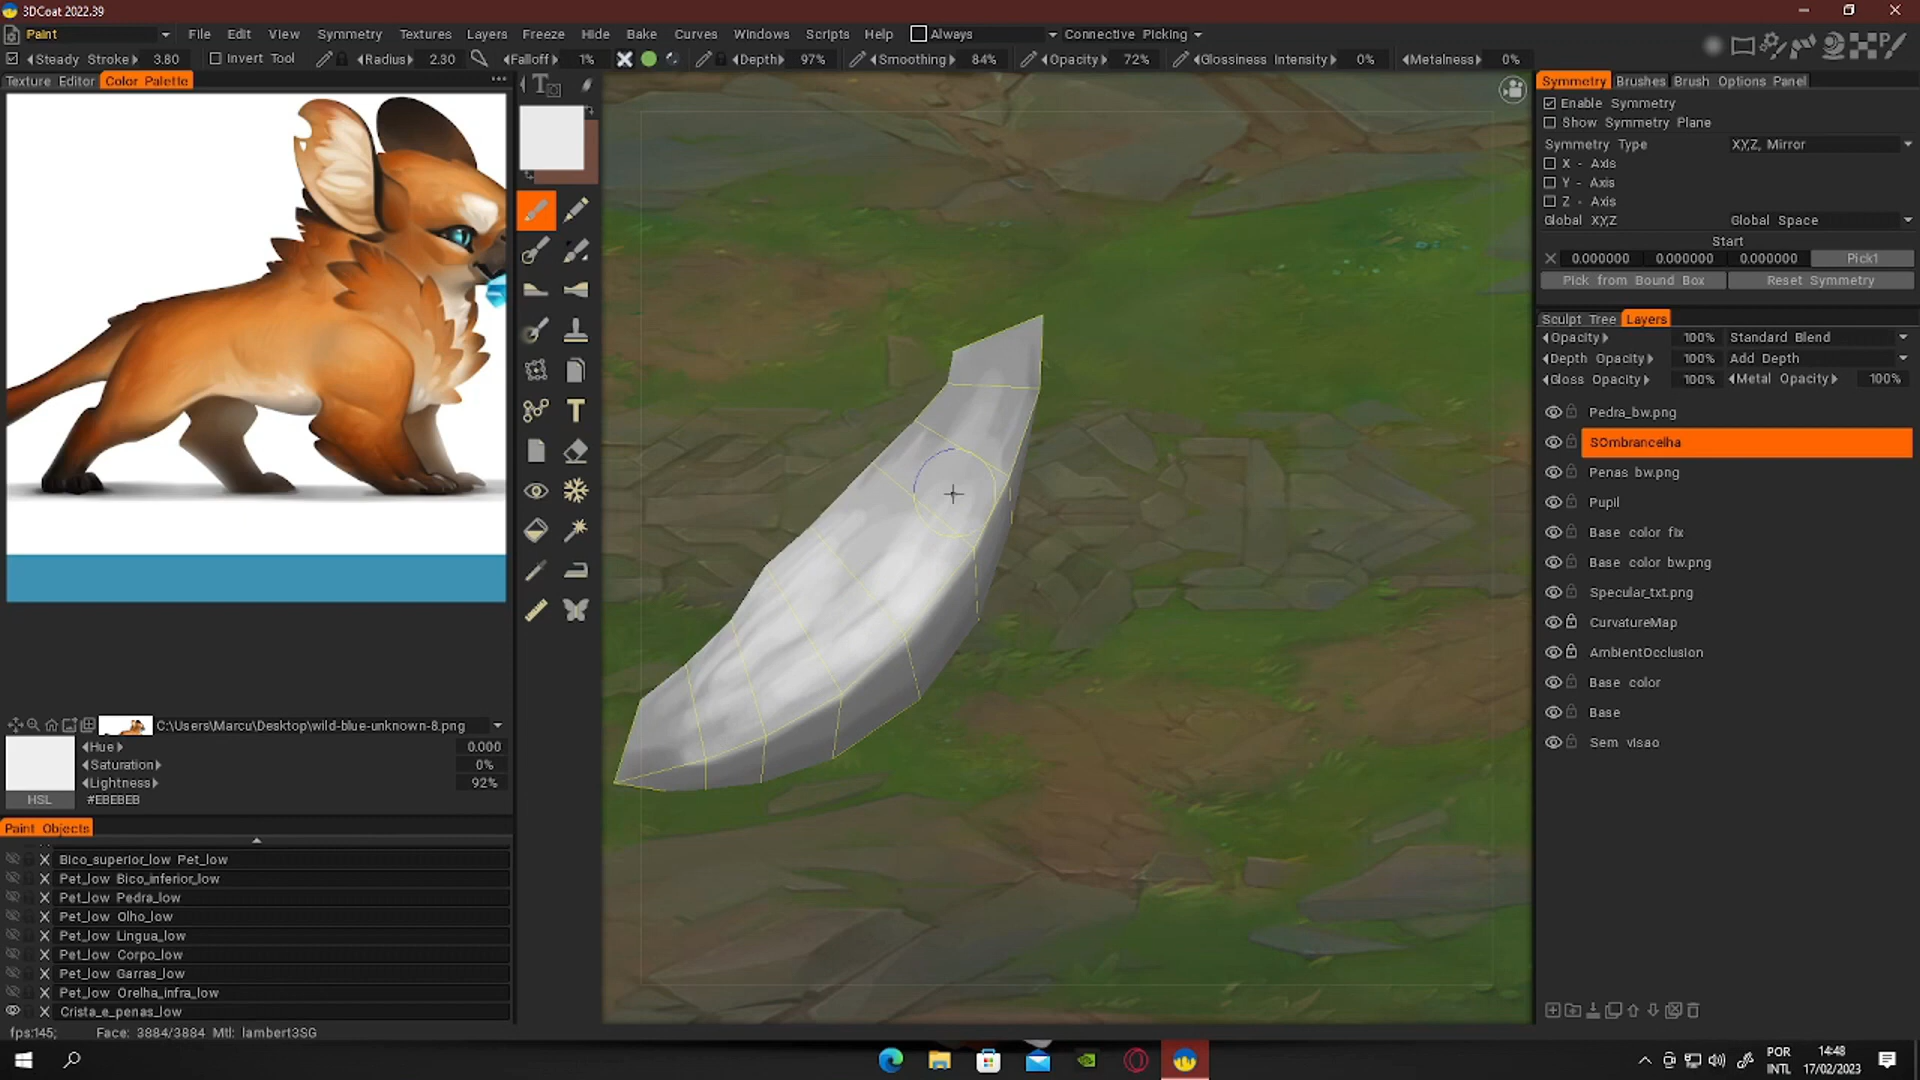 3DCoat 2022.39
Paint File Edit View Symmetry Textures Layers Freeze Hide Bake Curves Windows Scripts Help Always Connective Picking
Steady Stroke 3.80 Invert Tool Radius 2.30 Falloff 1% Depth 97% Smoothing 84% Opacity 72% Glossiness Intensity 0% Metalness 0%
Texture Editor Color Palette
Symmetry Brushes Brush Options Panel
Enable Symmetry
Show Symmetry Plane
Symmetry Type XYZ, Mirror
X - Axis
Y - Axis
Z - Axis
Global XYZ Global Space
Start
0.000000 0.000000 0.000000 Pick1
Pick from Bound Box Reset Symmetry
Sculpt Tree Layers
Opacity 100% Standard Blend
Depth Opacity 100% Add Depth
Gloss Opacity 100% Metal Opacity 100%
Pedra_bw.png
SOmbrancelha
Penas bw.png
Pupil
Base color fix
Base color bw.png
Specular_txt.png
CurvatureMap
AmbientOcclusion
Base color
Base
Sem visao
C:\Users\Marcu\Desktop\wild-blue-unknown-8.png
Hue 0.000
Saturation 0%
Lightness 92%
HSL #EBEBEB
Paint Objects
Bico_superior_low Pet_low
Pet_low Bico_inferior_low
Pet_low Pedra_low
Pet_low Olho_low
Pet_low Lingua_low
Pet_low Corpo_low
Pet_low Garras_low
Pet_low Orelha_infra_low
Crista_e_penas_low
fps:145; Face: 3884/3884 Mtl: lambert3SG
POR
INTL
14:48
17/02/2023